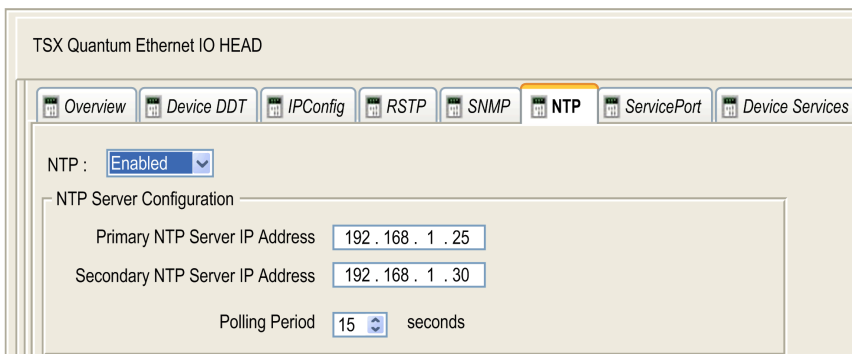 TSX Quantum Ethernet IO HEAD
Overview Device DDT IPConfig RSTP SNMP NTP ServicePort Device Services
NTP : Enabled
NTP Server Configuration
Primary NTP Server IP Address 192 . 168 . 1 . 25
Secondary NTP Server IP Address 192 . 168 . 1 . 30
Polling Period 15 seconds